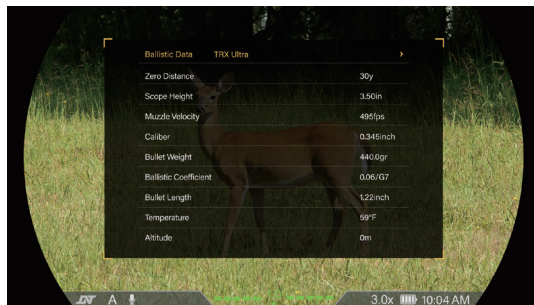 Ballistic Data TRX Ultra
Zero Distance 30y
Scope Height 3.50in
Muzzle Velocity 495fps
Caliber 0.345inch
Bullet Weight 440.0gr
Ballistic Coefficient 0.06/G7
Bullet Length 1.22inch
Temperature 59°F
Altitude 0m
A 3.0x 10:04 AM